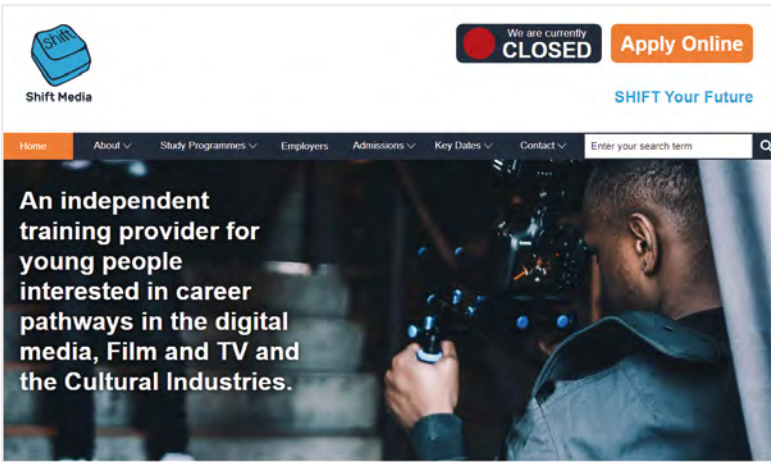 Shift
Shift Media
We are currently
CLOSED
Apply Online
SHIFT Your Future
Home About Study Programmes Employers Admissions Key Dates Contact Enter your search term
An independent
training provider for
young people
interested in career
pathways in the digital
media, Film and TV and
the Cultural Industries.